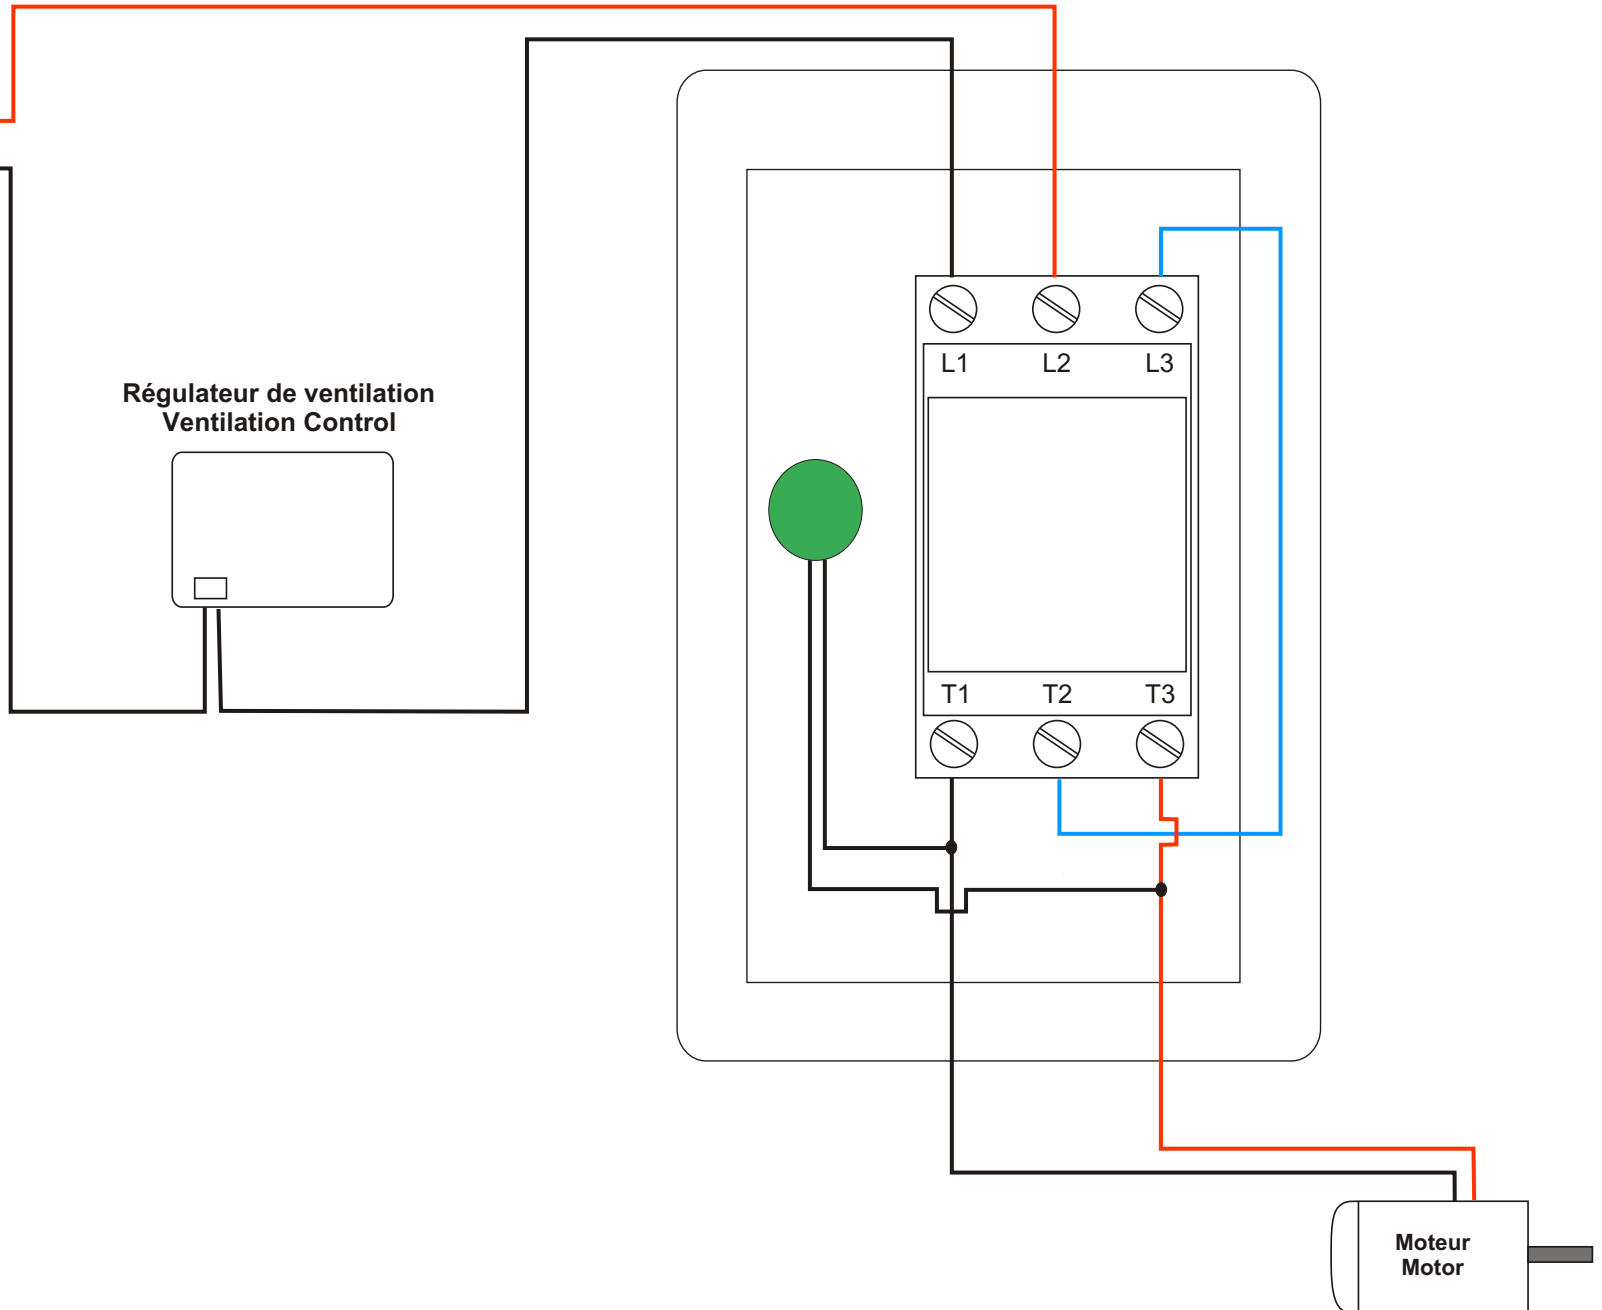 L1 L2 L3
Régulateur de ventilation
Ventilation Control
T1 T2 T3
Moteur
Motor